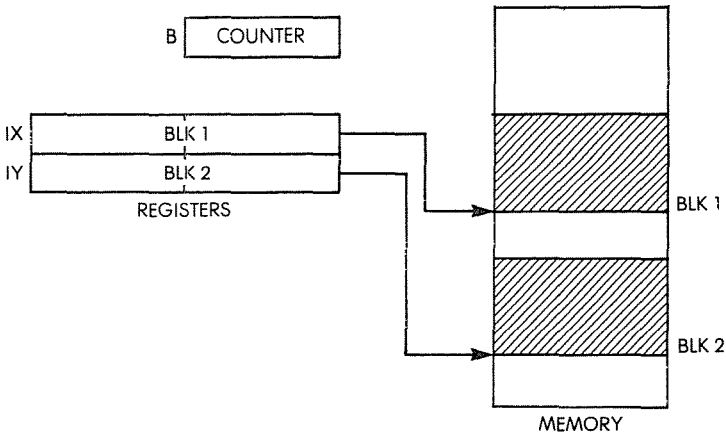 B COUNTER
IX BLK 1
IY BLK 2
REGISTERS
BLK 1
BLK 2
MEMORY